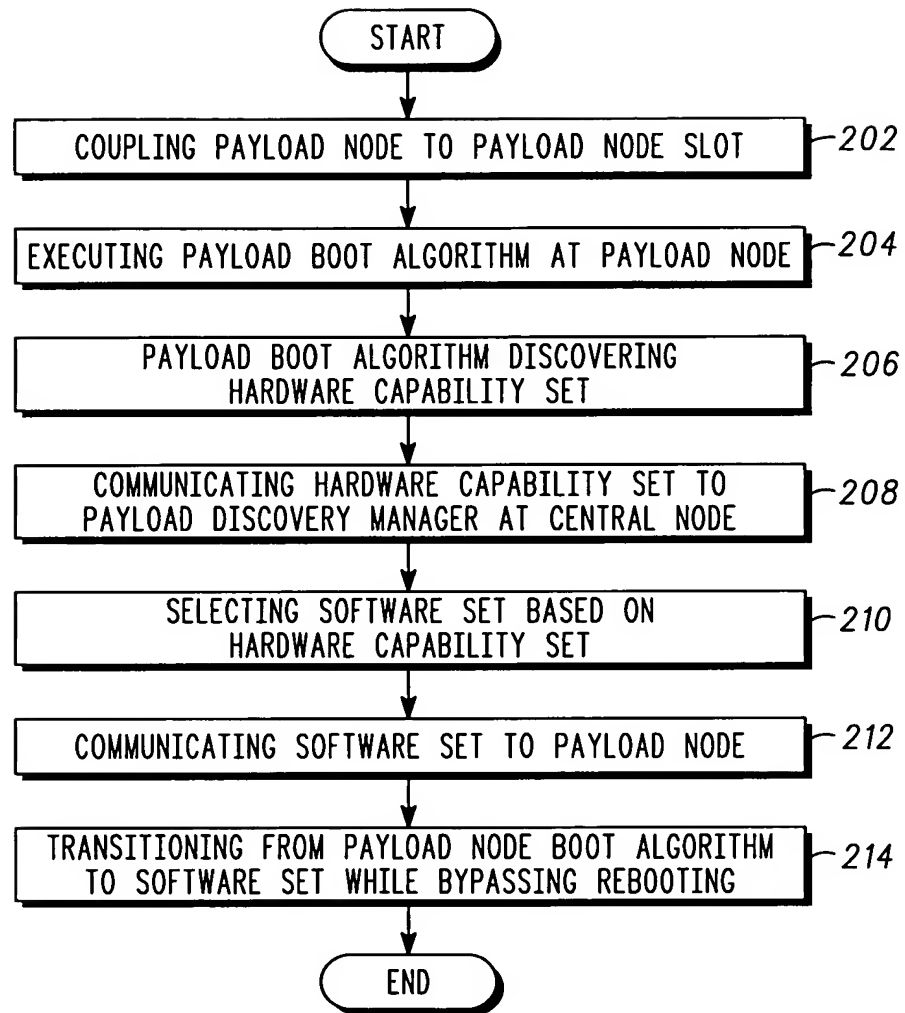 START
COUPLING PAYLOAD NODE TO PAYLOAD NODE SLOT
202
EXECUTING PAYLOAD BOOT ALGORITHM AT PAYLOAD NODE
204
PAYLOAD BOOT ALGORITHM DISCOVERING
HARDWARE CAPABILITY SET
206
COMMUNICATING HARDWARE CAPABILITY SET TO
PAYLOAD DISCOVERY MANAGER AT CENTRAL NODE
208
SELECTING SOFTWARE SET BASED ON
HARDWARE CAPABILITY SET
210
COMMUNICATING SOFTWARE SET TO PAYLOAD NODE
212
TRANSITIONING FROM PAYLOAD NODE BOOT ALGORITHM
TO SOFTWARE SET WHILE BYPASSING REBOOTING
214
END